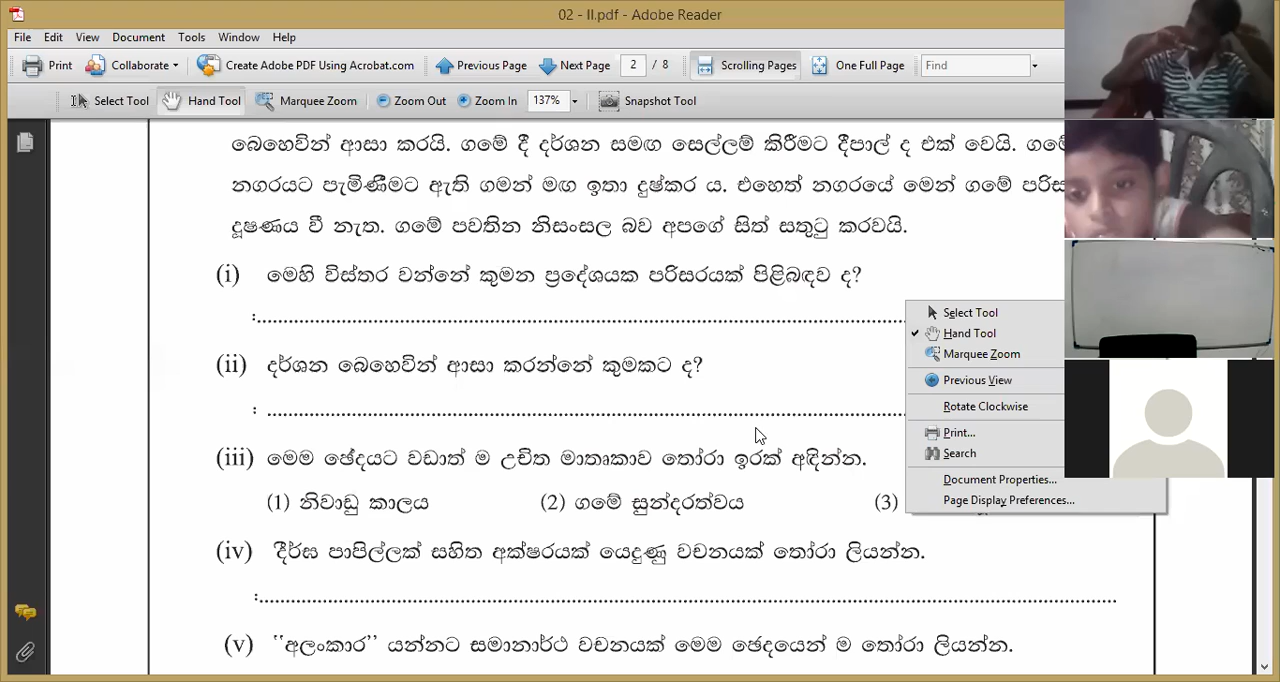 02 - II.pdf - Adobe Reader
File Edit View Document Tools Window Help
Print Collaborate Create Adobe PDF Using Acrobat.com Previous Page Next Page 2 / 8 Scrolling Pages One Full Page Find
Select Tool Hand Tool Marquee Zoom Zoom Out Zoom In 137% Snapshot Tool
බෙහෙවින් ආසා කරයි. ගමේ දී දර්ශන සමඟ සෙල්ලම් කිරීමට දීපාල් ද එක් වෙයි.
නගරයට පැමිණීමට ඇති ගමන් මඟ ඉතා දුෂ්කර ය. එහෙත් නගරයේ මෙන් ගමේ
දූෂණය වී නැත. ගමේ පවතින නිසංසල බව අපගේ සිත් සතුටු කරවයි.
(i) මෙහි විස්තර වන්නේ කුමන ප්‍රදේශයක පරිසරයක් පිළිබඳව ද?
:..........................................................................
(ii) දර්ශන බෙහෙවින් ආසා කරන්නේ කුමකට ද?
: ..........................................................................
(iii) මෙම ඡේදයට වඩාත් ම උචිත මාතෘකාව තෝරා ඉරක් අඳින්න.
(1) නිවාඩු කාලය (2) ගමේ සුන්දරත්වය (3)
(iv) දීර්ඝ පාපිල්ලක් සහිත අක්ෂරයක් යෙදුණු වචනයක් තෝරා ලියන්න.
:..........................................................................
(v) "අලංකාර" යන්නට සමානාර්ථ වචනයක් මෙම ඡෙදයෙන් ම තෝරා ලියන්න.
Select Tool
Hand Tool
Marquee Zoom
Previous View
Rotate Clockwise
Print...
Search
Document Properties...
Page Display Preferences...